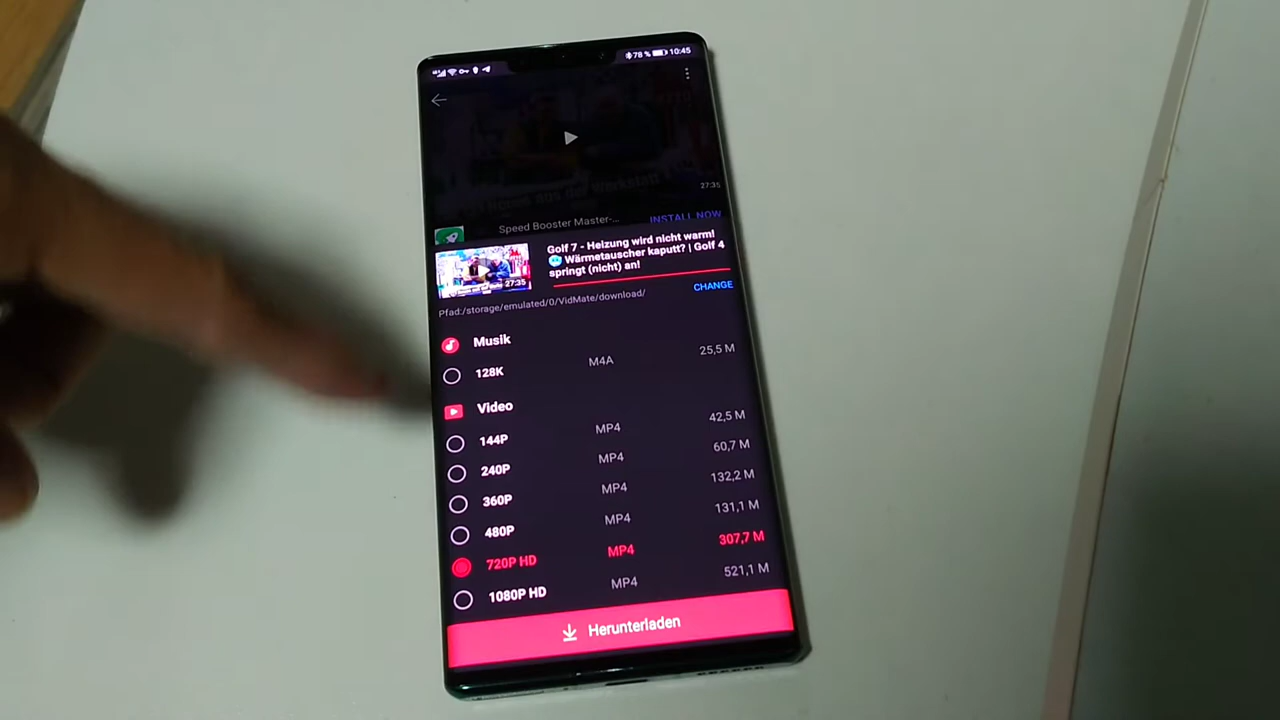 78 % 10:45
27:35
Speed Booster Master-... INSTALL NOW
Golf 7 - Heizung wird nicht warm!
🥶 Wärmetauscher kaputt? | Golf 4
springt (nicht) an!
27:35
Pfad:/storage/emulated/0/VidMate/download/ CHANGE
Musik
128K M4A 25,5 M
Video
144P MP4 42,5 M
240P MP4 60,7 M
360P MP4 132,2 M
480P MP4 131,1 M
720P HD MP4 307,7 M
1080P HD MP4 521,1 M
Herunterladen